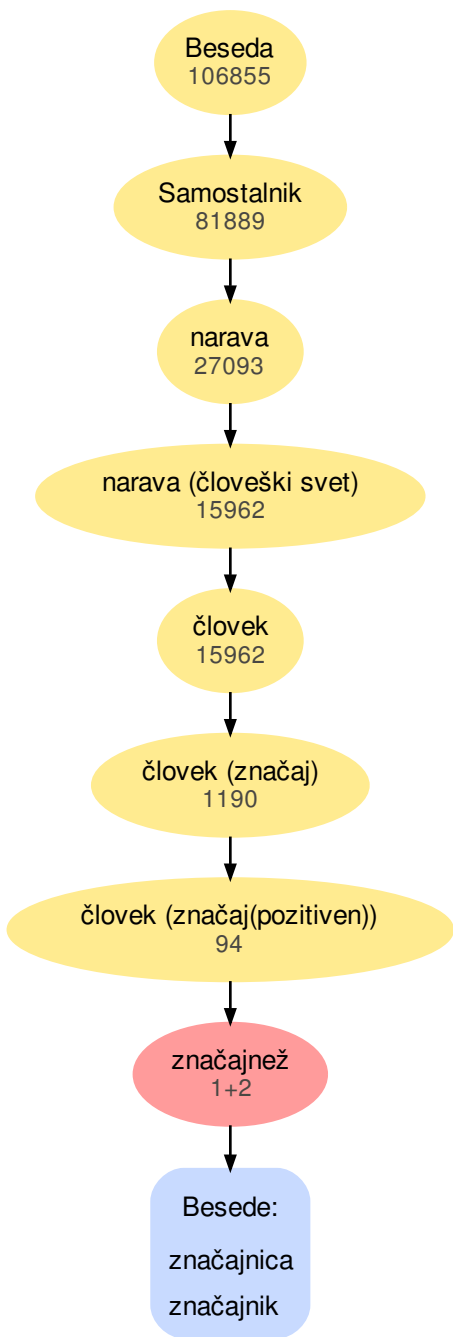 Beseda
106855
Samostalnik
81889
narava
27093
narava (človeški svet)
15962
človek
15962
človek (značaj)
1190
človek (značaj(pozitiven))
94
značajnež
1+2
Besede:
značajnica
značajnik